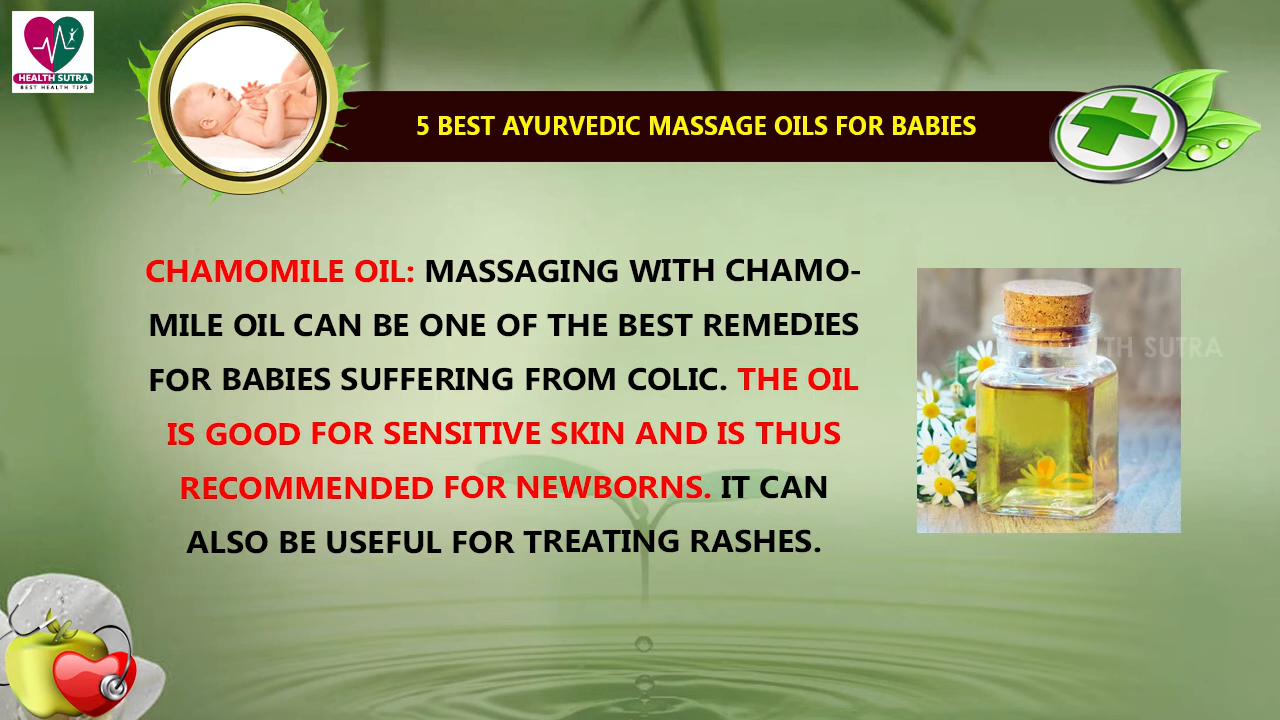 HEALTH SUTRA
BEST HEALTH TIPS
5 BEST AYURVEDIC MASSAGE OILS FOR BABIES
CHAMOMILE OIL: MASSAGING WITH CHAMO-
MILE OIL CAN BE ONE OF THE BEST REMEDIES
FOR BABIES SUFFERING FROM COLIC. THE OIL
IS GOOD FOR SENSITIVE SKIN AND IS THUS
RECOMMENDED FOR NEWBORNS. IT CAN
ALSO BE USEFUL FOR TREATING RASHES.
SUTRA